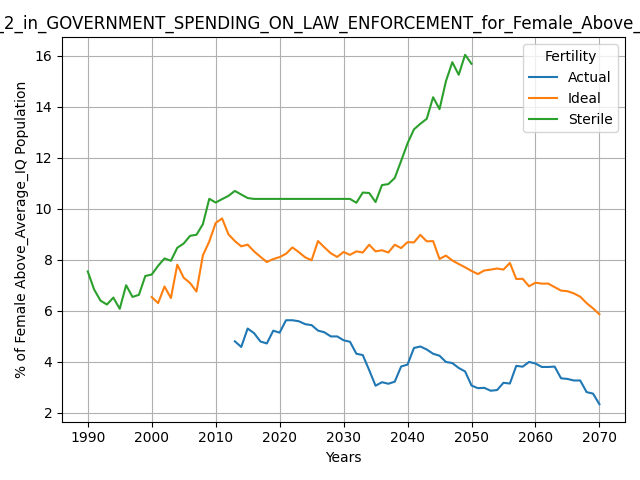 _2_in_GOVERNMENT_SPENDING_ON_LAW_ENFORCEMENT_for_Female_Above_
Fertility
Actual
Ideal
Sterile
% of Female Above_Average_IQ Population
16
14
12
10
8
6
4
2
1990 2000 2010 2020 2030 2040 2050 2060 2070
Years